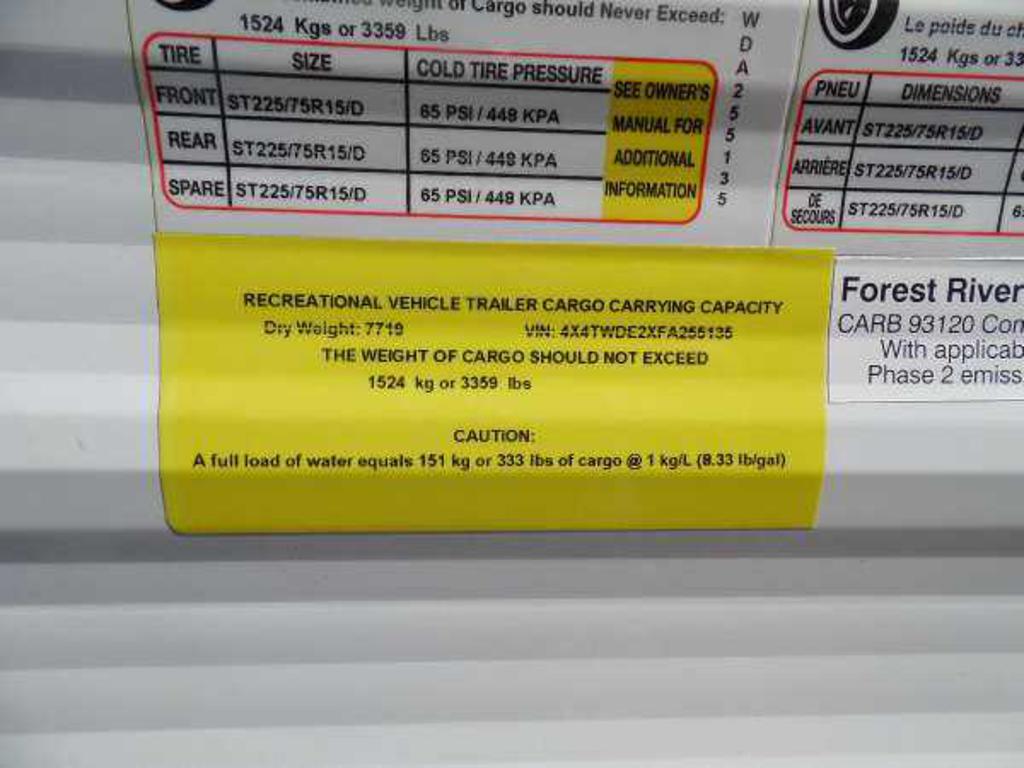 Weight of Cargo should Never Exceed:
1524 Kgs or 3359 Lbs
TIRE SIZE COLD TIRE PRESSURE SEE OWNER'S
FRONT ST225/75R15/D 65 PSI / 448 KPA MANUAL FOR
REAR ST225/75R15/D 65 PSI / 448 KPA ADDITIONAL
SPARE ST225/75R15/D 65 PSI / 448 KPA INFORMATION
W
D
A
2
5
5
1
3
5
Le poids du
1524 Kgs or 33
PNEU DIMENSIONS
AVANT ST225/75R15/D
ARRIÈRE ST225/75R15/D
DE
SECOURS ST225/75R15/D
RECREATIONAL VEHICLE TRAILER CARGO CARRYING CAPACITY
Dry Weight: 7719 VIN: 4X4TWDE2XFA255135
THE WEIGHT OF CARGO SHOULD NOT EXCEED
1524 kg or 3359 lbs
CAUTION:
A full load of water equals 151 kg or 333 lbs of cargo @ 1 kg/L (8.33 lb/gal)
Forest River
CARB 93120 Com
With applicab
Phase 2 emiss